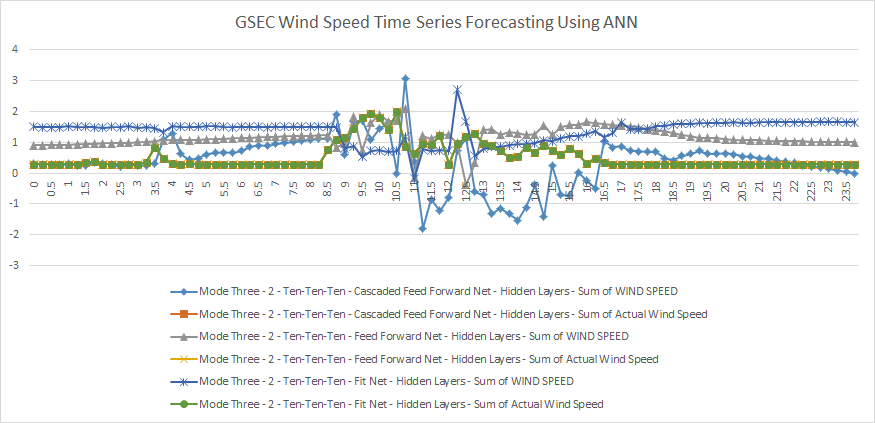 GSEC Wind Speed Time Series Forecasting Using ANN
4
3
2
1
0
-1
-2
-3
0 0.5 1 1.5 2 2.5 3 3.5 4 4.5 5 5.5 6 6.5 7 7.5 8 8.5 9 9.5 10 10.5 11 11.5 12 12.5 13 13.5 14 14.5 15 15.5 16 16.5 17 17.5 18 18.5 19 19.5 20 20.5 21 21.5 22 22.5 23 23.5
Mode Three - 2 - Ten-Ten-Ten - Cascaded Feed Forward Net - Hidden Layers - Sum of WIND SPEED
Mode Three - 2 - Ten-Ten-Ten - Cascaded Feed Forward Net - Hidden Layers - Sum of Actual Wind Speed
Mode Three - 2 - Ten-Ten-Ten - Feed Forward Net - Hidden Layers - Sum of WIND SPEED
Mode Three - 2 - Ten-Ten-Ten - Feed Forward Net - Hidden Layers - Sum of Actual Wind Speed
Mode Three - 2 - Ten-Ten-Ten - Fit Net - Hidden Layers - Sum of WIND SPEED
Mode Three - 2 - Ten-Ten-Ten - Fit Net - Hidden Layers - Sum of Actual Wind Speed